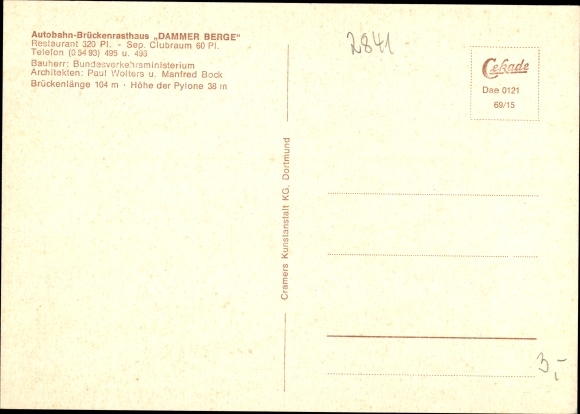 Autobahn-Brückenrasthaus „DAMMER BERGE"
Restaurant 320 Pl. - Sep. Clubraum 60 Pl.
Telefon (0 54 93) 495 u. 496
Bauherr: Bundesverkehrsministerium
Architekten: Paul Wolters u. Manfred Bock
Brückenlänge 104 m · Höhe der Pylone 38 m
2841
Cekade
Dae 0121
69/15
Cramers Kunstanstalt KG, Dortmund
3,-